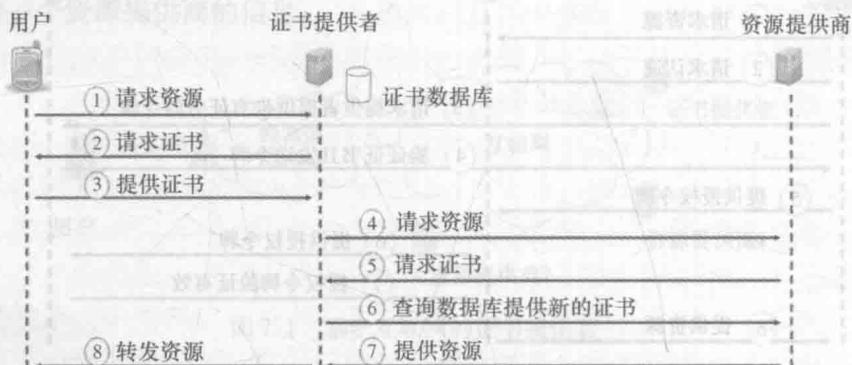 用户
证书提供者
资源提供商
证书数据库
① 请求资源
② 请求证书
③ 提供证书
④ 请求资源
⑤ 请求证书
⑥ 查询数据库提供新的证书
⑧ 转发资源
⑦ 提供资源